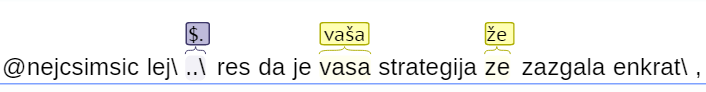 $. vaša že
@nejcsimsic lej\ ..\ res da je vasa strategija ze zazgala enkrat\ ,